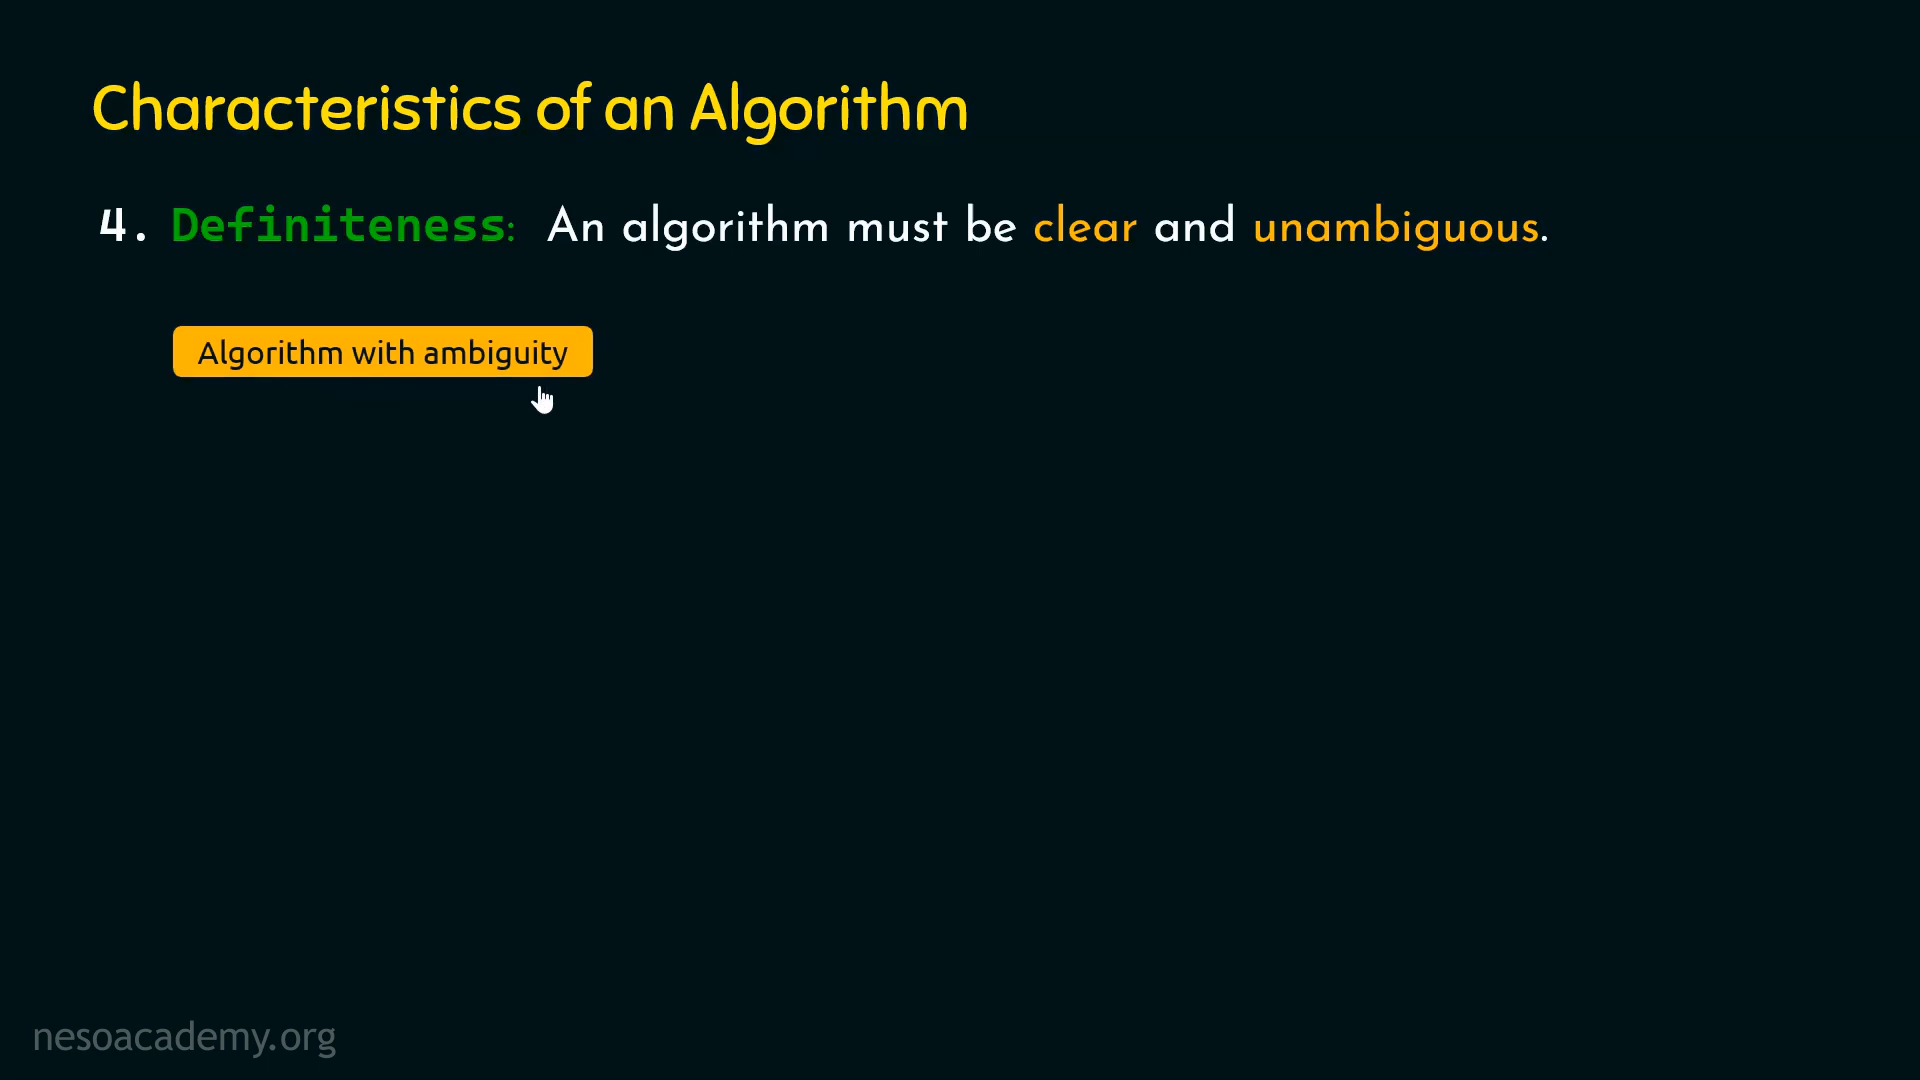 Characteristics of an Algorithm
4. Definiteness: An algorithm must be clear and unambiguous.
Algorithm with ambiguity
nesoacademy.org